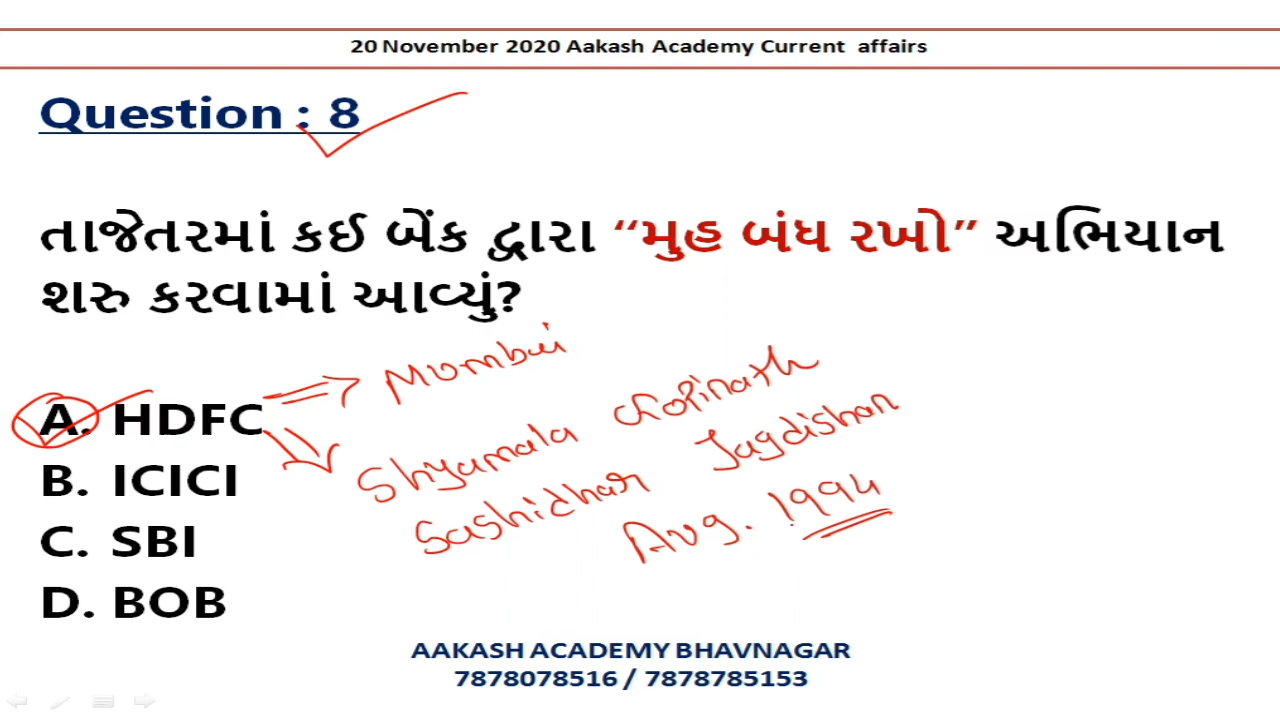 20 November 2020 Aakash Academy Current affairs
Question : 8
તાજેતરમાં કઈ બેંક દ્વારા “મુહ બંધ રખો” અભિયાન
શરુ કરવામાં આવ્યું?
A. HDFC
Mumbai
Shyamala Gopinath
Sashidhar Jagdishan
Aug. 1994
B. ICICI
C. SBI
D. BOB
AAKASH ACADEMY BHAVNAGAR
7878078516 / 7878785153